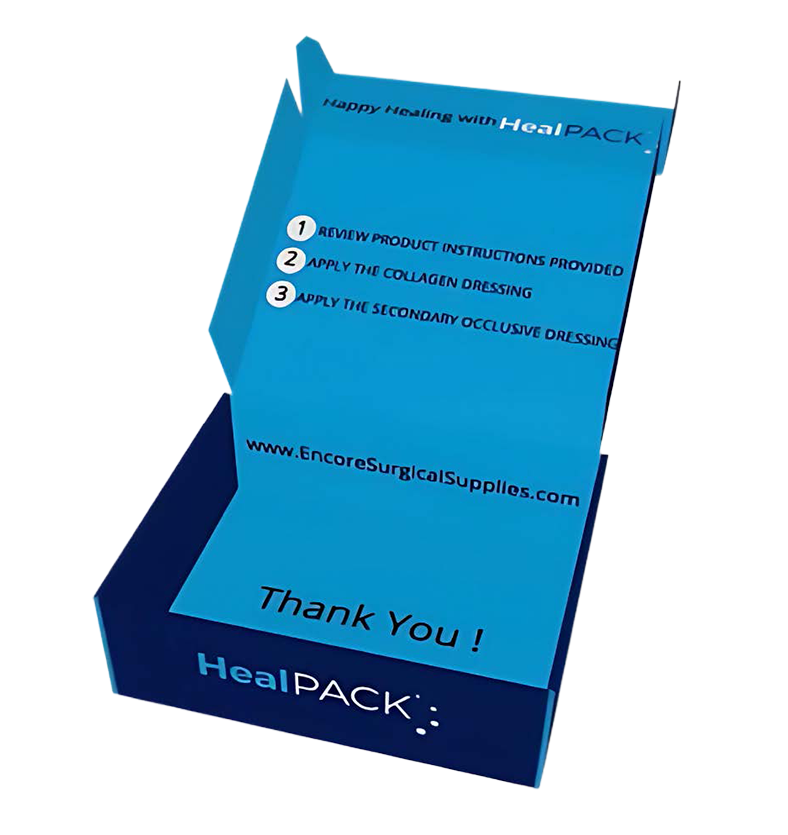 Happy Healing with HealPACK
1 REVIEW PRODUCT INSTRUCTIONS PROVIDED
2 APPLY THE COLLAGEN DRESSING
3 APPLY THE SECONDARY OCCLUSIVE DRESSING
www.EncoreSurgicalSupplies.com
Thank You !
HealPACK